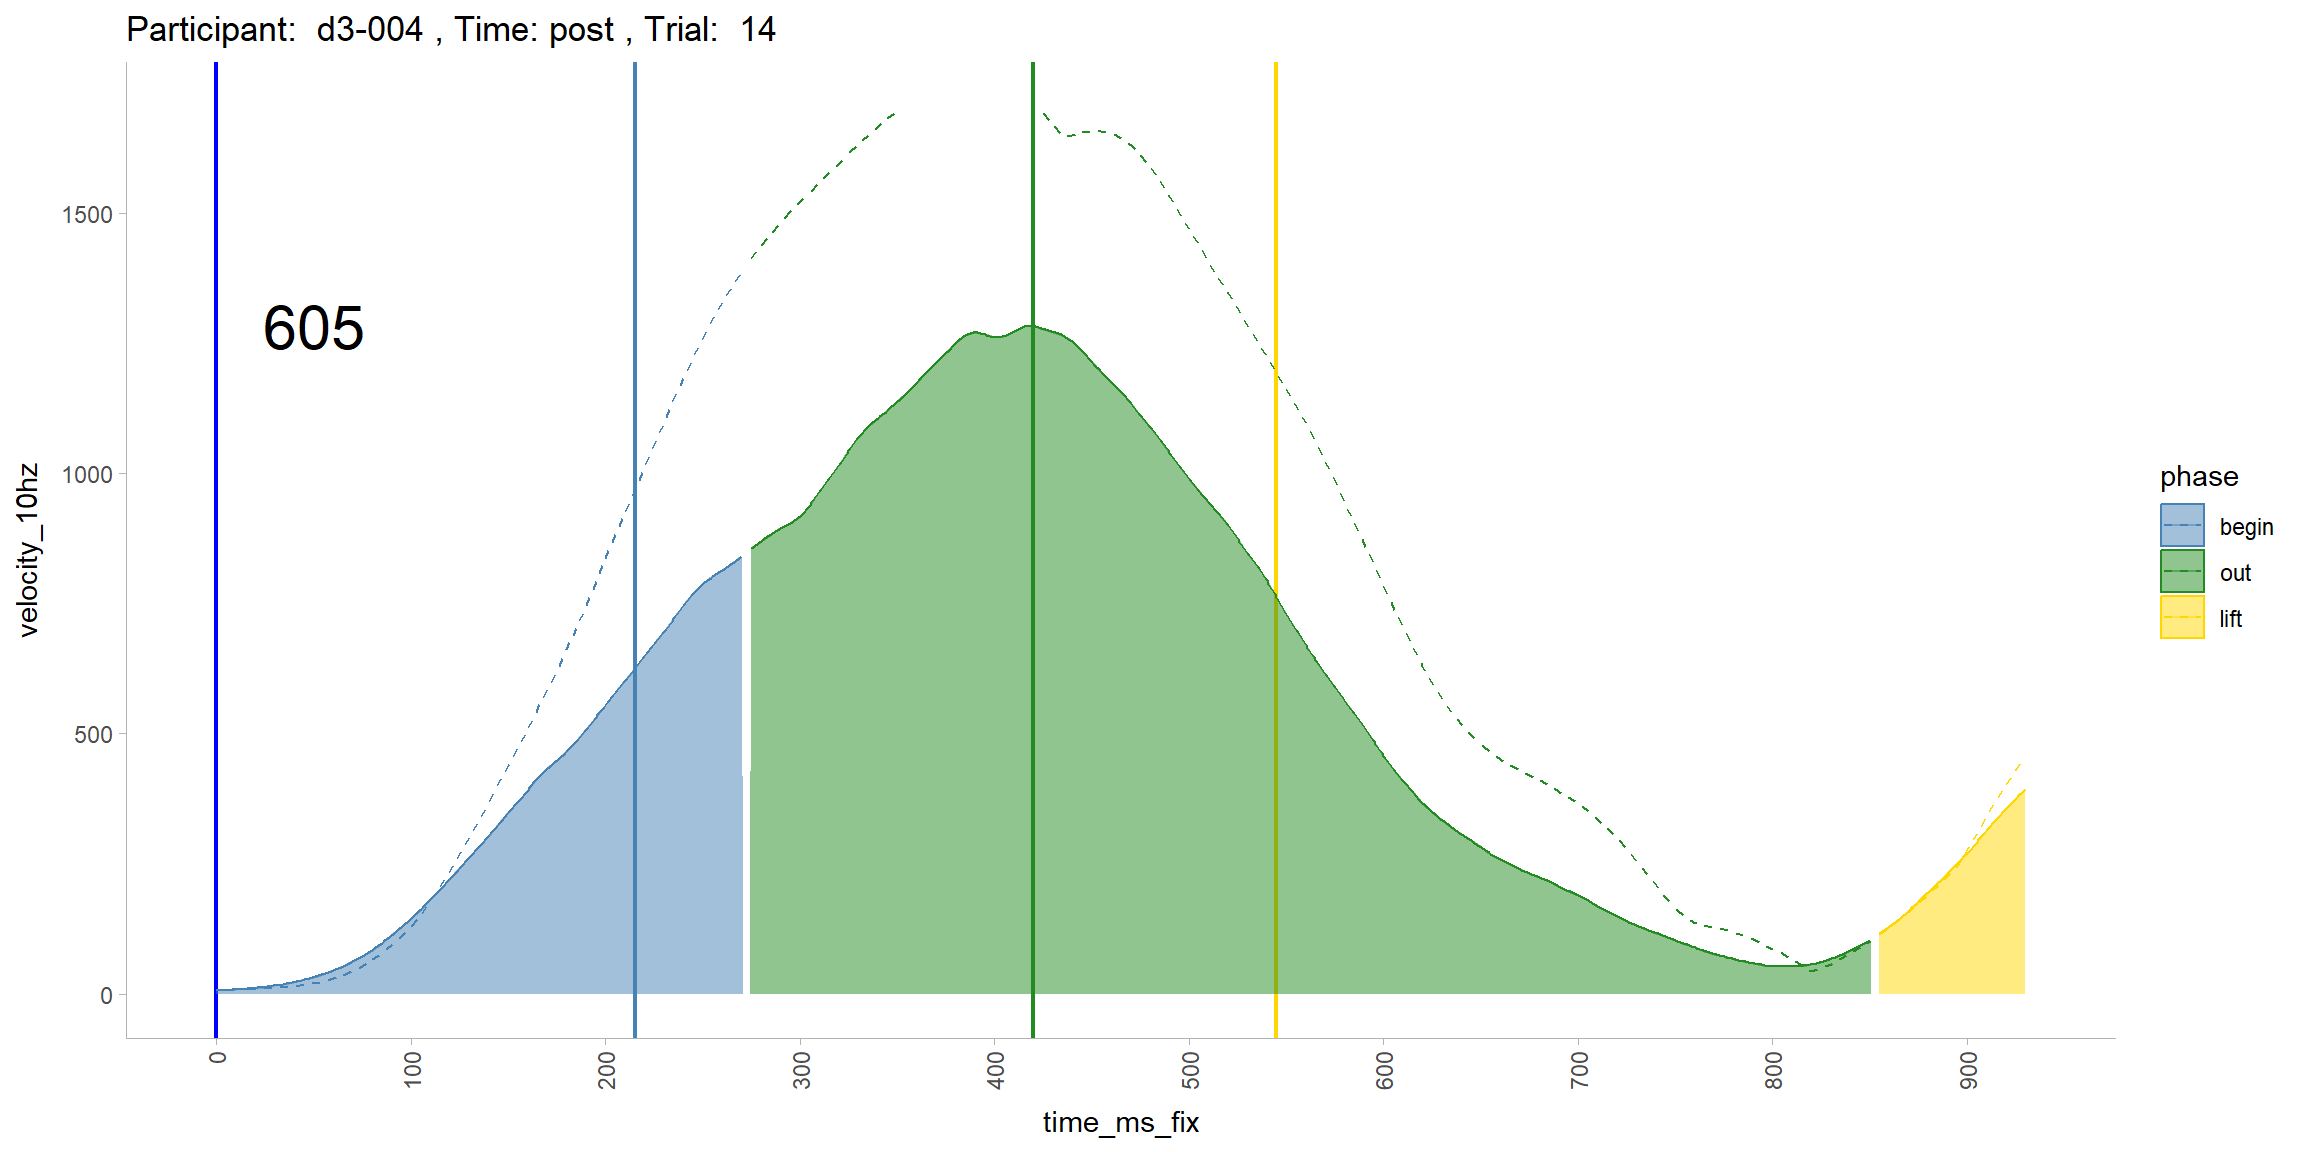 Participant:  d3-004 , Time: post , Trial:  14
velocity_10hz
1500
1000
500
0
605
0
100
200
300
400
500
600
700
800
900
time_ms_fix
phase
begin
out
lift